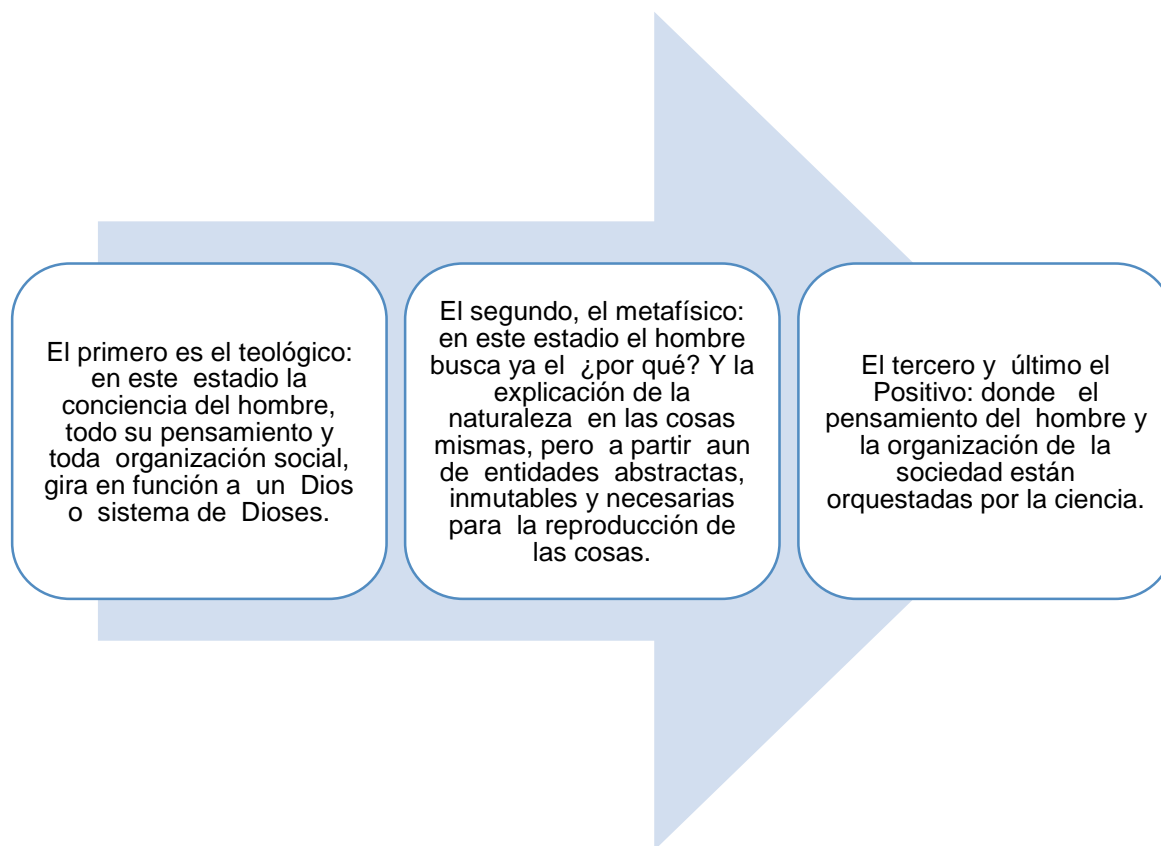 El primero es el teológico:
en este estadio la
conciencia del hombre,
todo su pensamiento y
toda organización social,
gira en función a un Dios
o sistema de Dioses.
El segundo, el metafísico:
en este estadio el hombre
busca ya el ¿por qué? Y la
explicación de la
naturaleza en las cosas
mismas, pero a partir aun
de entidades abstractas,
inmutables y necesarias
para la reproducción de
las cosas.
El tercero y último el
Positivo: donde el
pensamiento del hombre y
la organización de la
sociedad están
orquestadas por la ciencia.